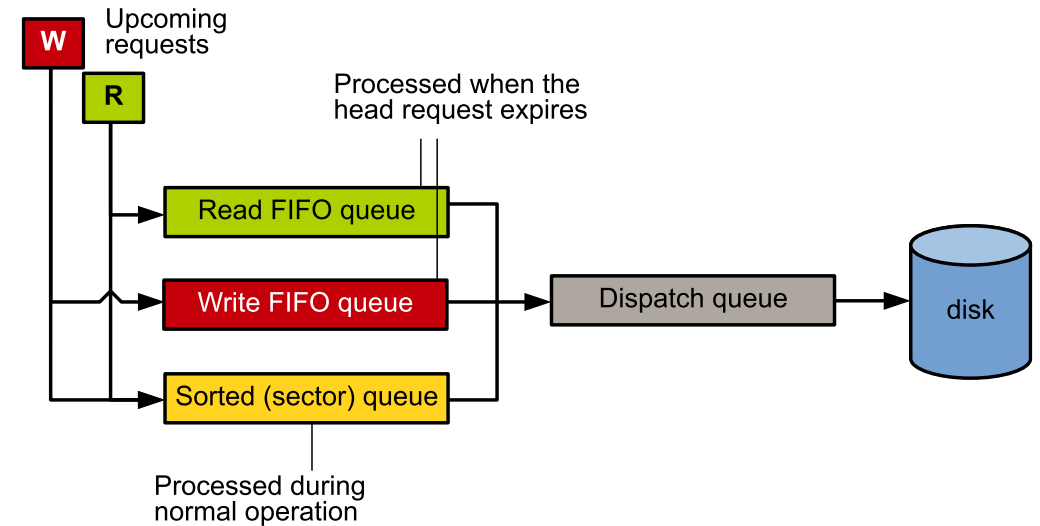 W
Upcoming
requests
R
Processed when the
head request expires
Read FIFO queue
Write FIFO queue
Dispatch queue
disk
Sorted (sector) queue
Processed during
normal operation